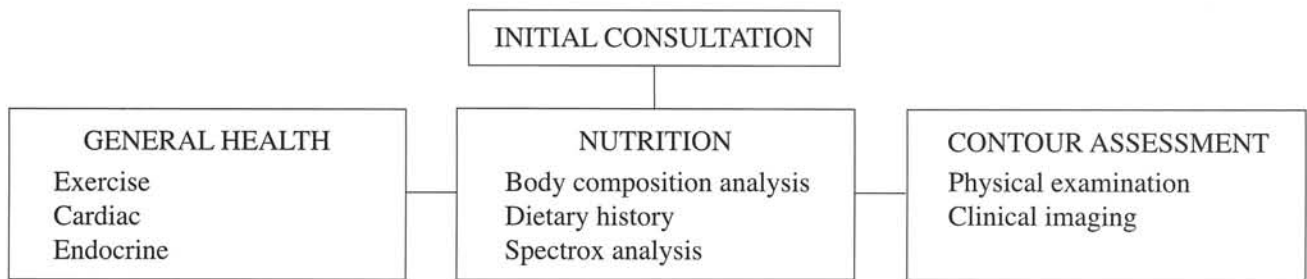 INITIAL CONSULTATION
GENERAL HEALTH
Exercise
Cardiac
Endocrine
NUTRITION
Body composition analysis
Dietary history
Spectrox analysis
CONTOUR ASSESSMENT
Physical examination
Clinical imaging